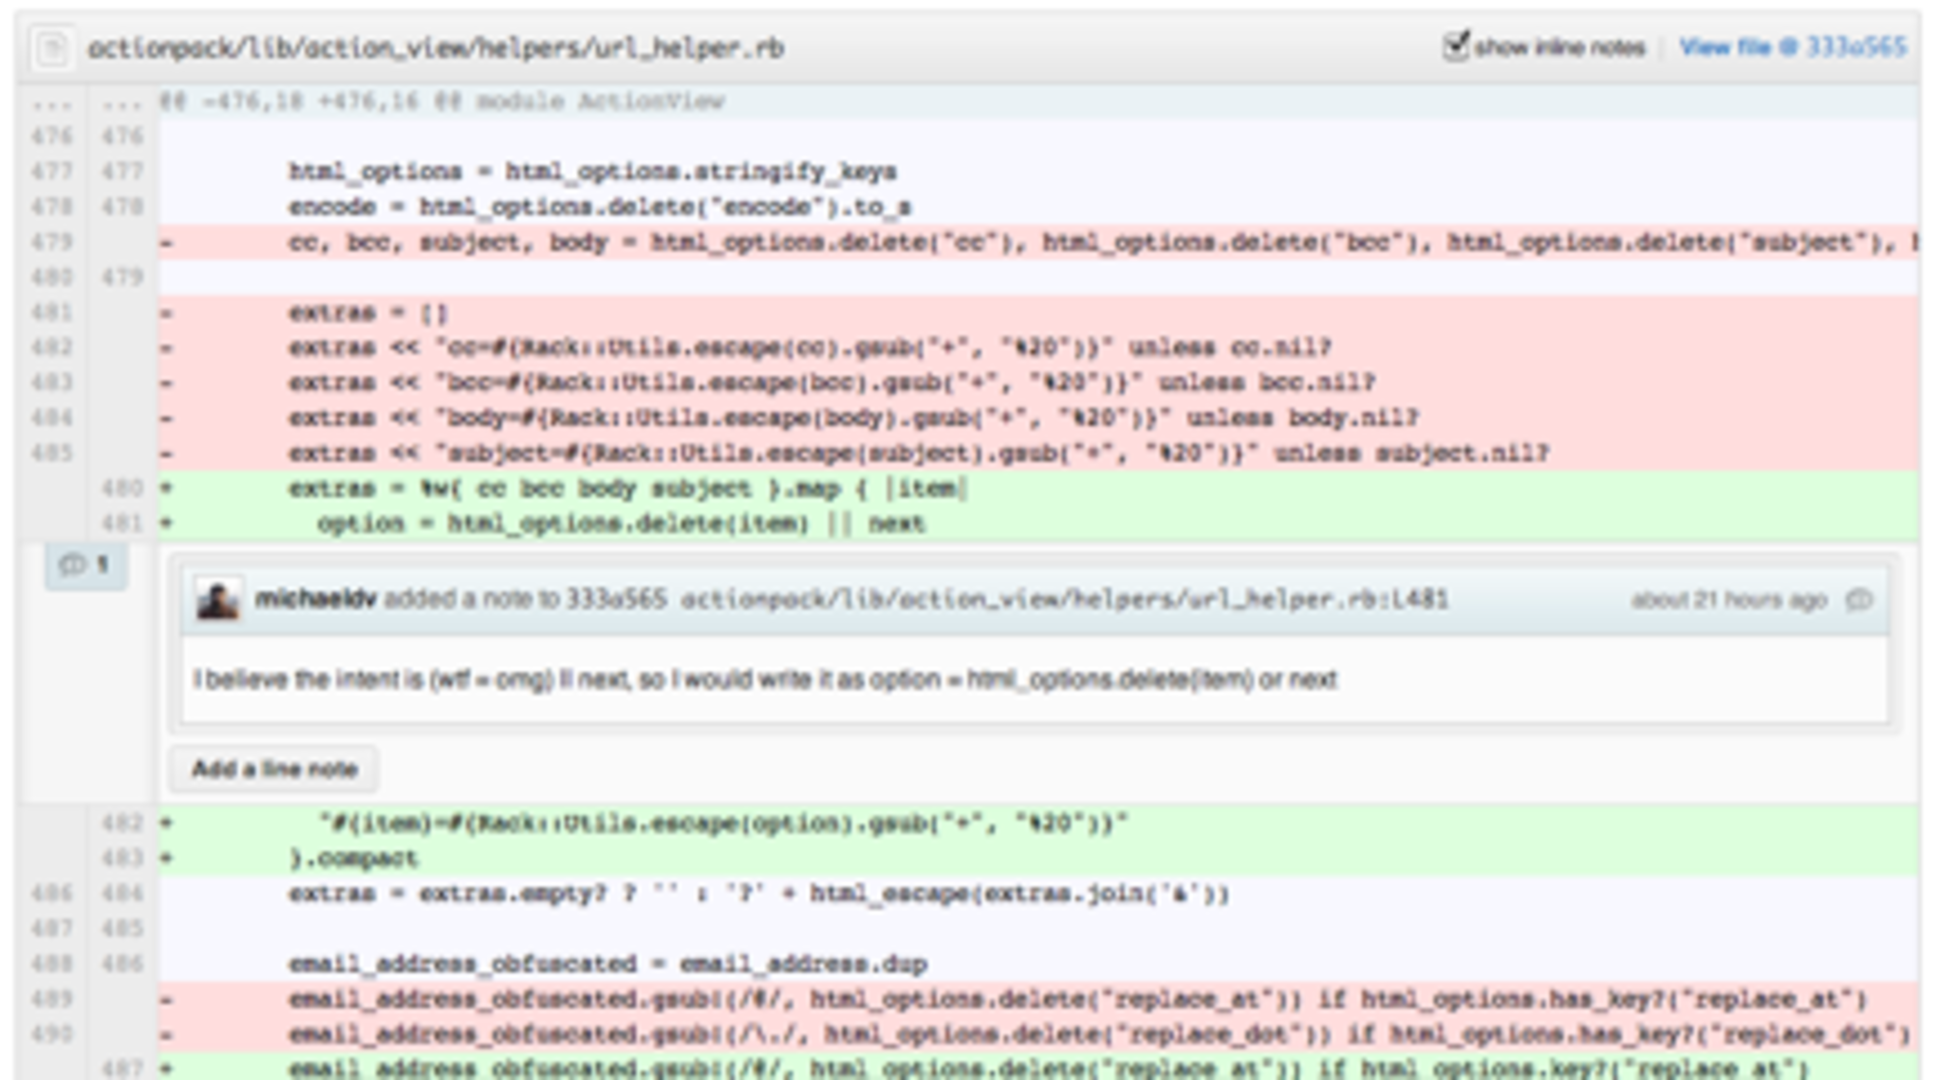 actionpack/lib/action_view/helpers/url_helper.rb show inline notes View file @ 333a565
... ... @@ -476,18 +476,16 @@ module ActionView
476 476
477 477 html_options = html_options.stringify_keys
478 478 encode = html_options.delete("encode").to_s
479 - cc, bcc, subject, body = html_options.delete("cc"), html_options.delete("bcc"), html_options.delete("subject"),
480 479
481 - extras = []
482 - extras << "cc=#{Rack::Utils.escape(cc).gsub("+", "%20")}" unless cc.nil?
483 - extras << "bcc=#{Rack::Utils.escape(bcc).gsub("+", "%20")}" unless bcc.nil?
484 - extras << "body=#{Rack::Utils.escape(body).gsub("+", "%20")}" unless body.nil?
485 - extras << "subject=#{Rack::Utils.escape(subject).gsub("+", "%20")}" unless subject.nil?
480 + extras = %w{ cc bcc body subject }.map { |item|
481 + option = html_options.delete(item) || next
1
michaeldv added a note to 333a565 actionpack/lib/action_view/helpers/url_helper.rb:L481 about 21 hours ago
I believe the intent is (wtf = omg) || next, so I would write it as option = html_options.delete(item) or next
Add a line note
482 + "#{item}=#{Rack::Utils.escape(option).gsub("+", "%20")}"
483 + }.compact
486 484 extras = extras.empty? ? '' : '?' + html_escape(extras.join('&'))
487 485
488 486 email_address_obfuscated = email_address.dup
489 - email_address_obfuscated.gsub!(/@/, html_options.delete("replace_at")) if html_options.has_key?("replace_at")
490 - email_address_obfuscated.gsub!(/\./, html_options.delete("replace_dot")) if html_options.has_key?("replace_dot")
487 + email_address_obfuscated.gsub!(/@/, html_options.delete("replace_at")) if html_options.key?("replace_at")